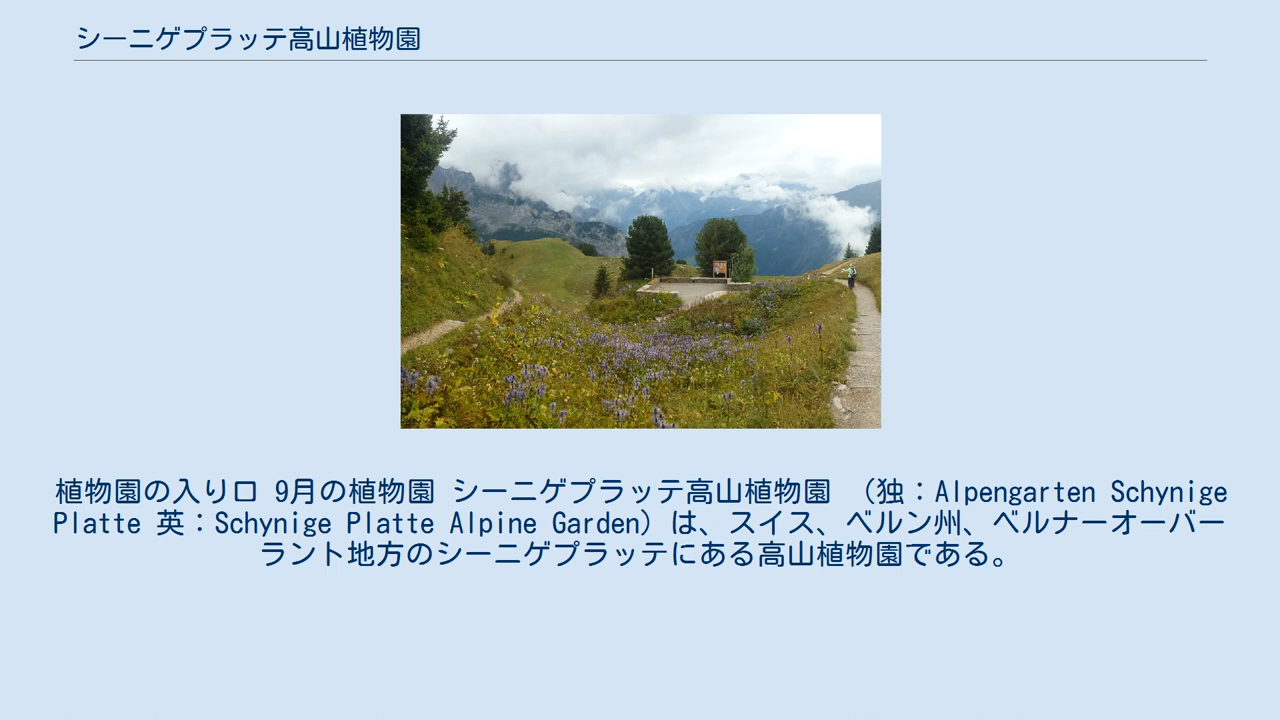 シーニゲプラッテ高山植物園
植物園の入り口 9月の植物園 シーニゲプラッテ高山植物園 （独：Alpengarten Schynige
Platte 英：Schynige Platte Alpine Garden）は、スイス、ベルン州、ベルナーオーバー
ラント地方のシーニゲプラッテにある高山植物園である。